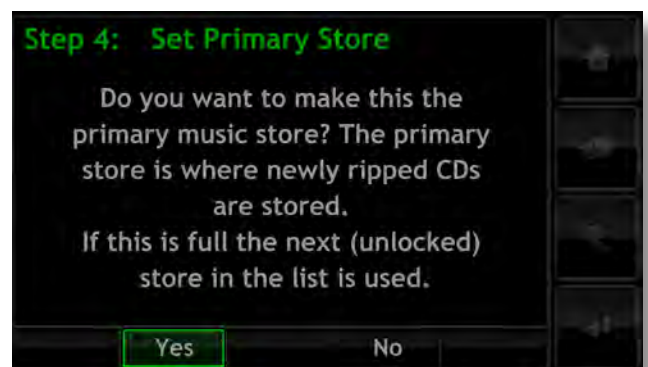 Step 4: Set Primary Store
Do you want to make this the
primary music store? The primary
store is where newly ripped CDs
are stored.
If this is full the next (unlocked)
store in the list is used.
Yes No